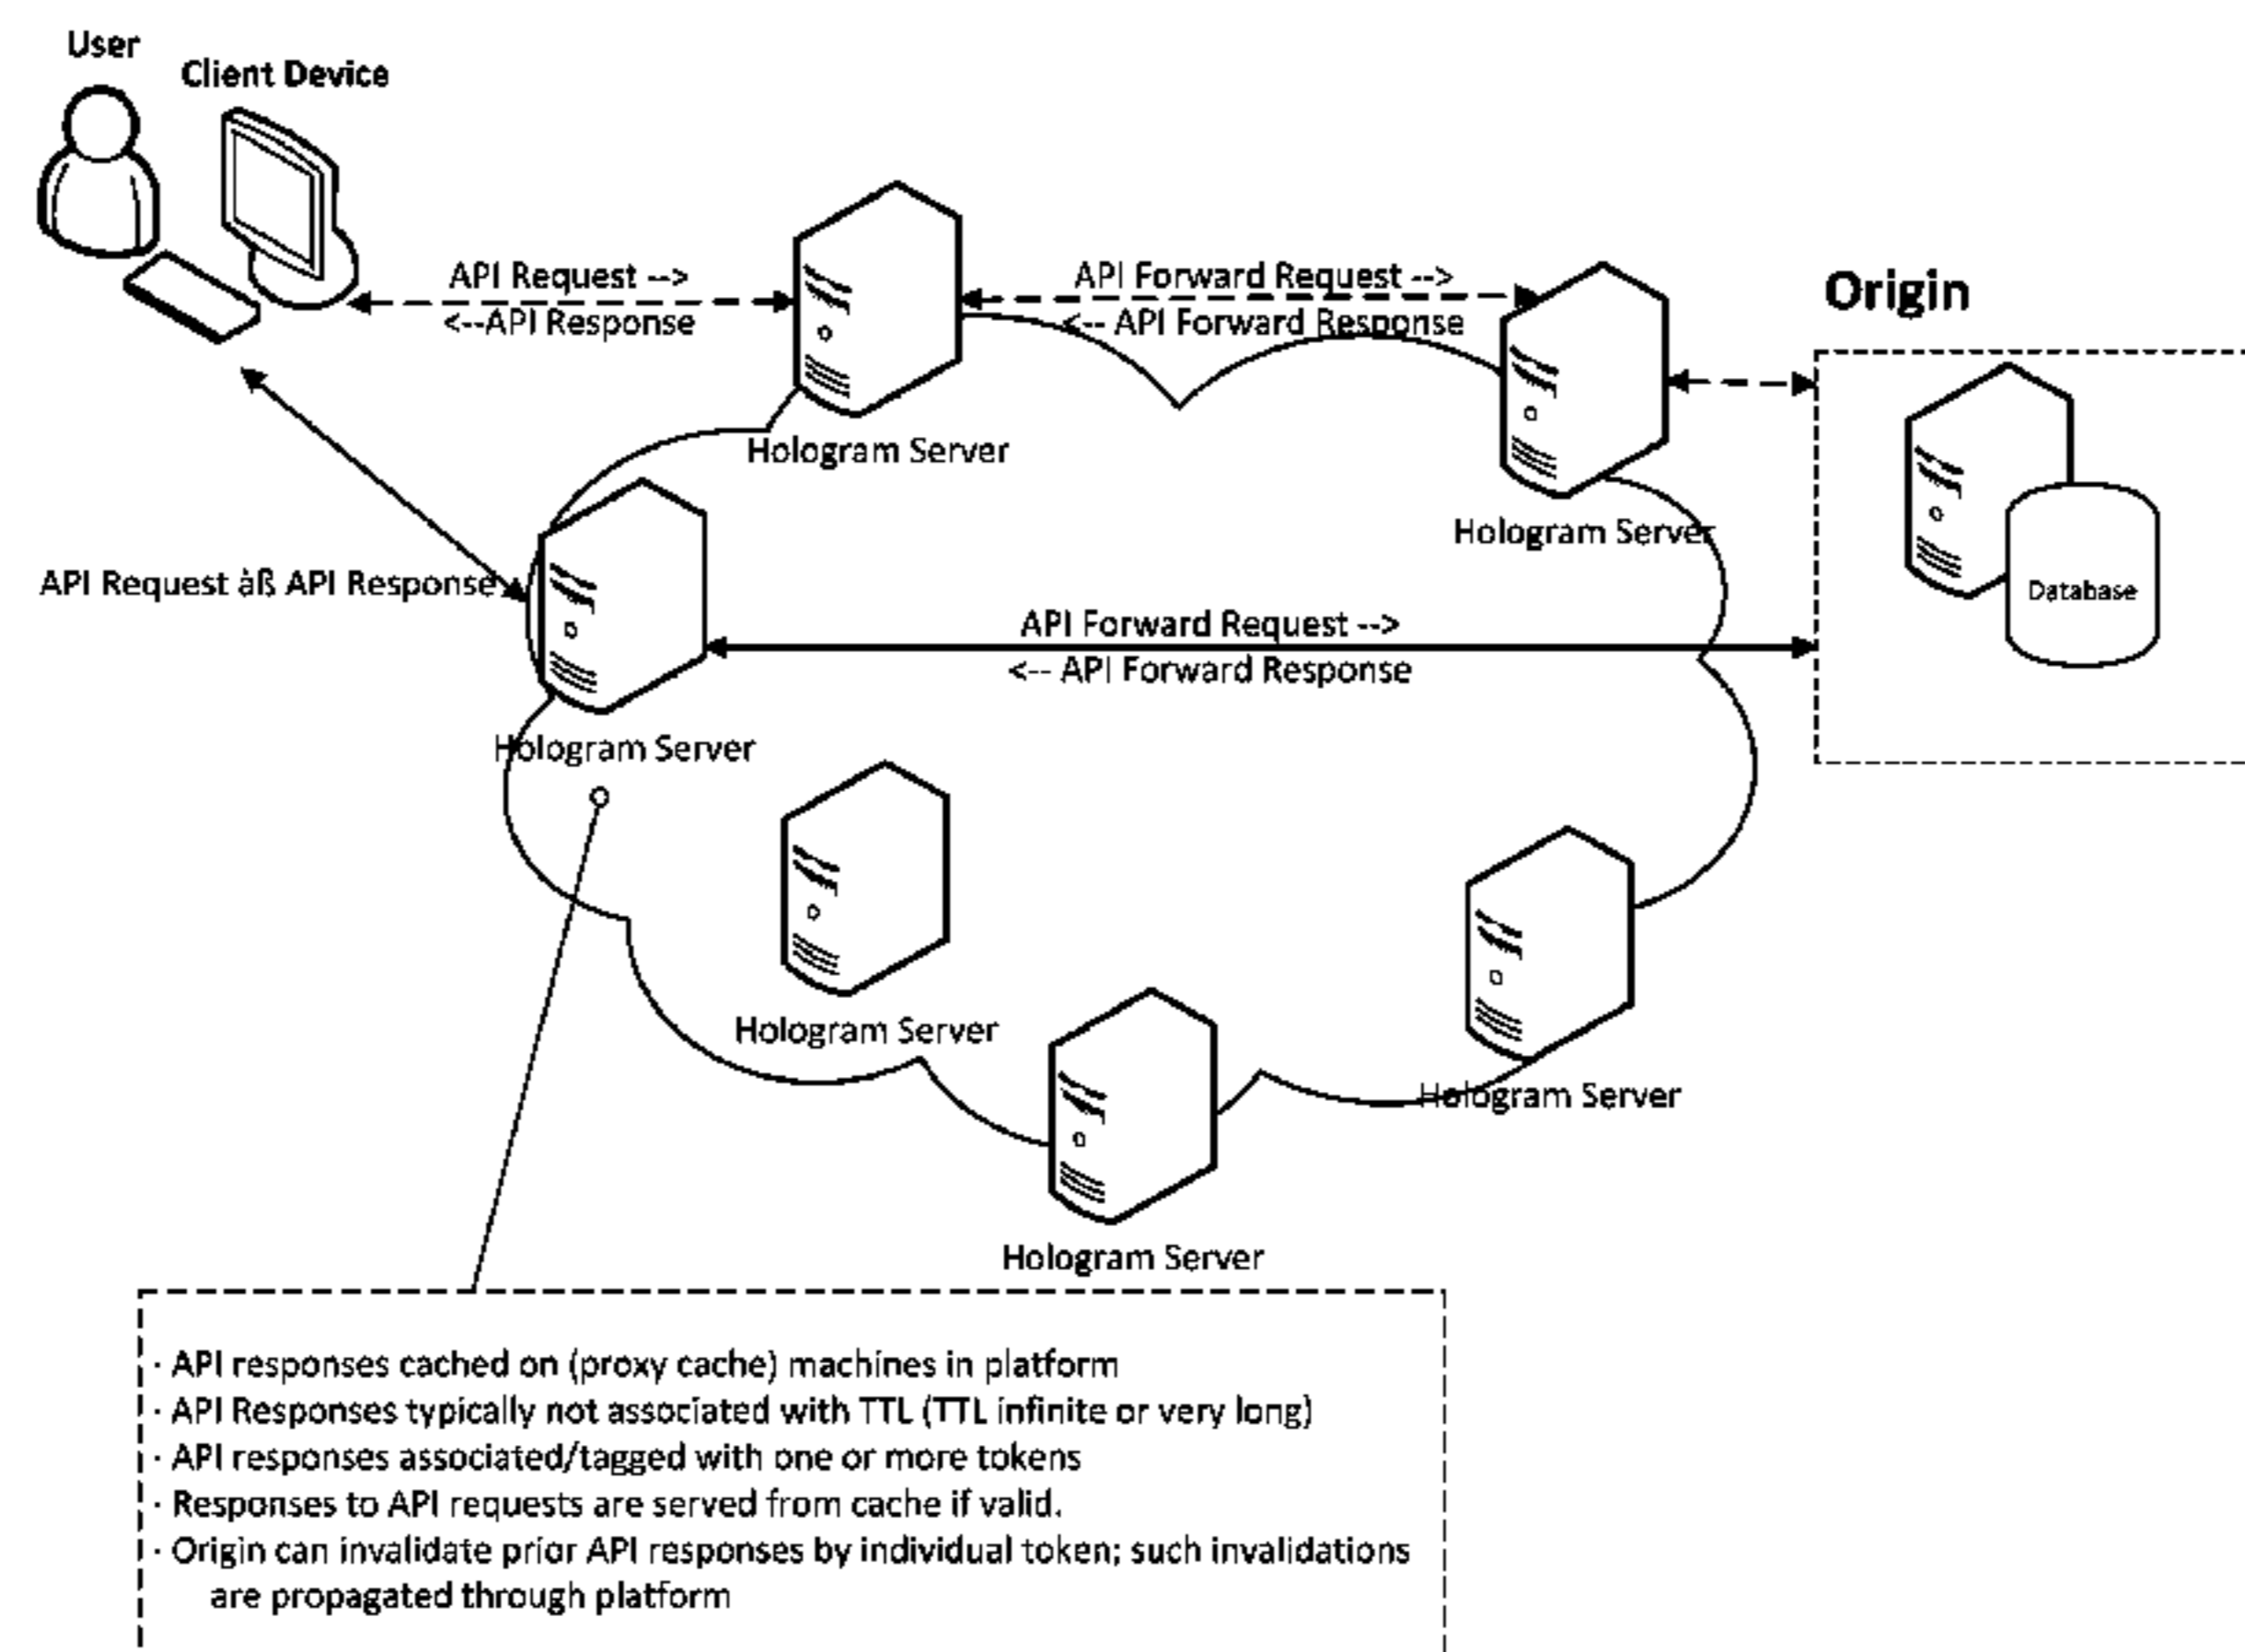 User
Client Device
API Request -->
<--API Response
API Forward Request -->
<-- API Forward Response
Origin
Hologram Server
Hologram Server
Database
API Request àß API Response
API Forward Request -->
<-- API Forward Response
Hologram Server
Hologram Server
Hologram Server
Hologram Server
· API responses cached on (proxy cache) machines in platform
· API Responses typically not associated with TTL (TTL infinite or very long)
· API responses associated/tagged with one or more tokens
· Responses to API requests are served from cache if valid.
· Origin can invalidate prior API responses by individual token; such invalidations
are propagated through platform